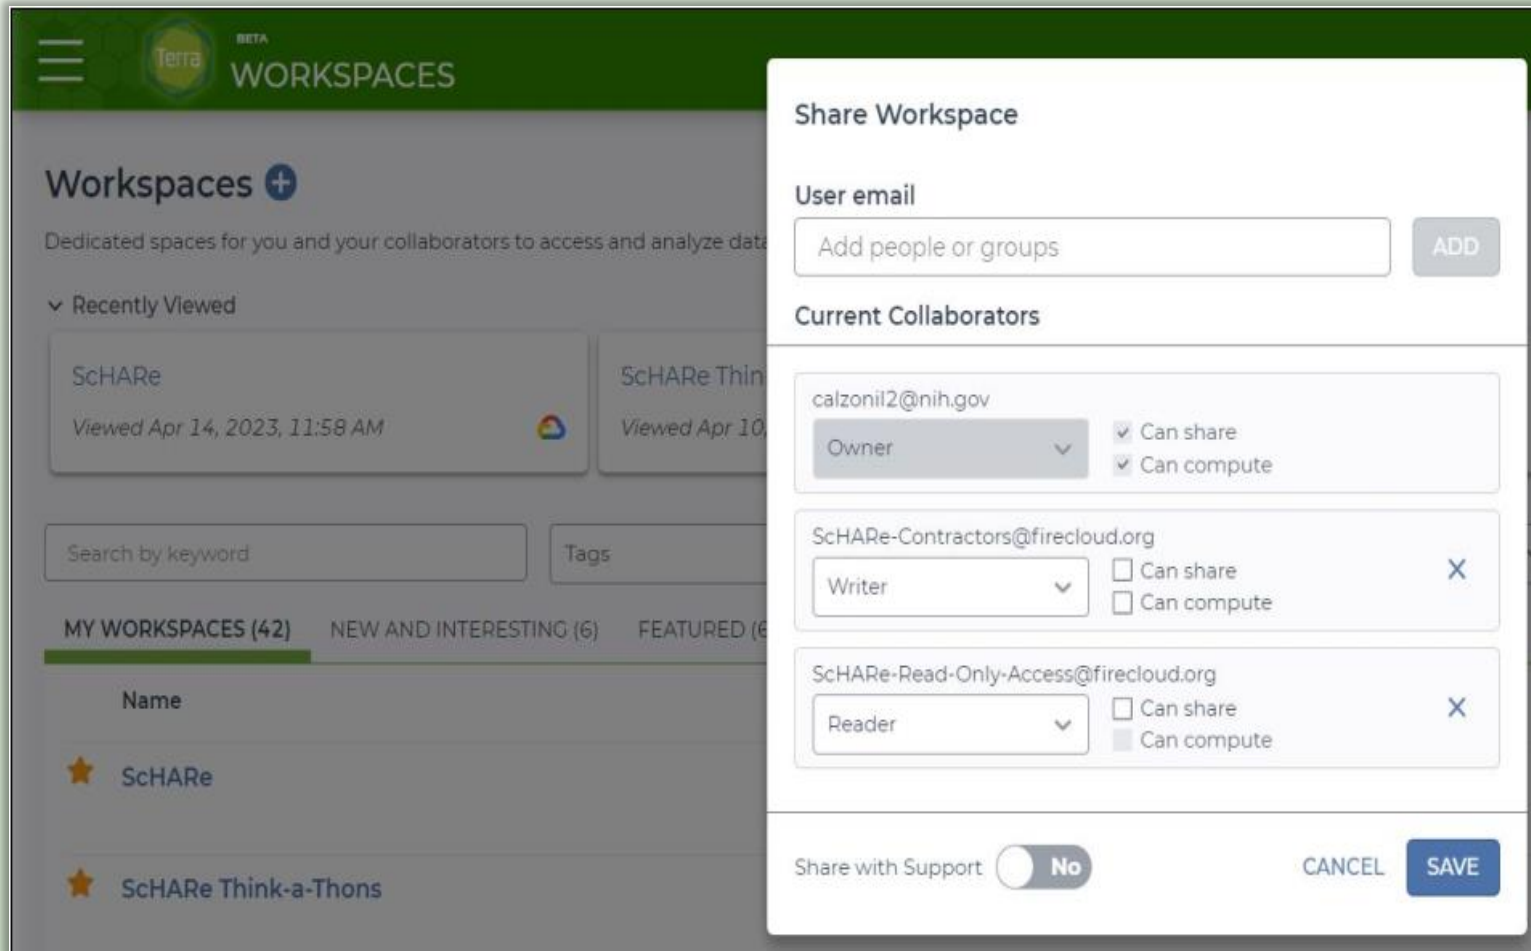 Terra
BETA
WORKSPACES
Workspaces
Dedicated spaces for you and your collaborators to access and analyze data
Recently Viewed
ScHARe
Viewed Apr 14, 2023, 11:58 AM
ScHARe Thin
Viewed Apr 10,
Search by keyword
Tags
MY WORKSPACES (42) NEW AND INTERESTING (6) FEATURED (6
Name
ScHARe
ScHARe Think-a-Thons
Share Workspace
User email
Add people or groups
ADD
Current Collaborators
calzonil2@nih.gov
Owner
Can share
Can compute
ScHARe-Contractors@firecloud.org
Writer
Can share
Can compute
X
ScHARe-Read-Only-Access@firecloud.org
Reader
Can share
Can compute
X
Share with Support No
CANCEL
SAVE